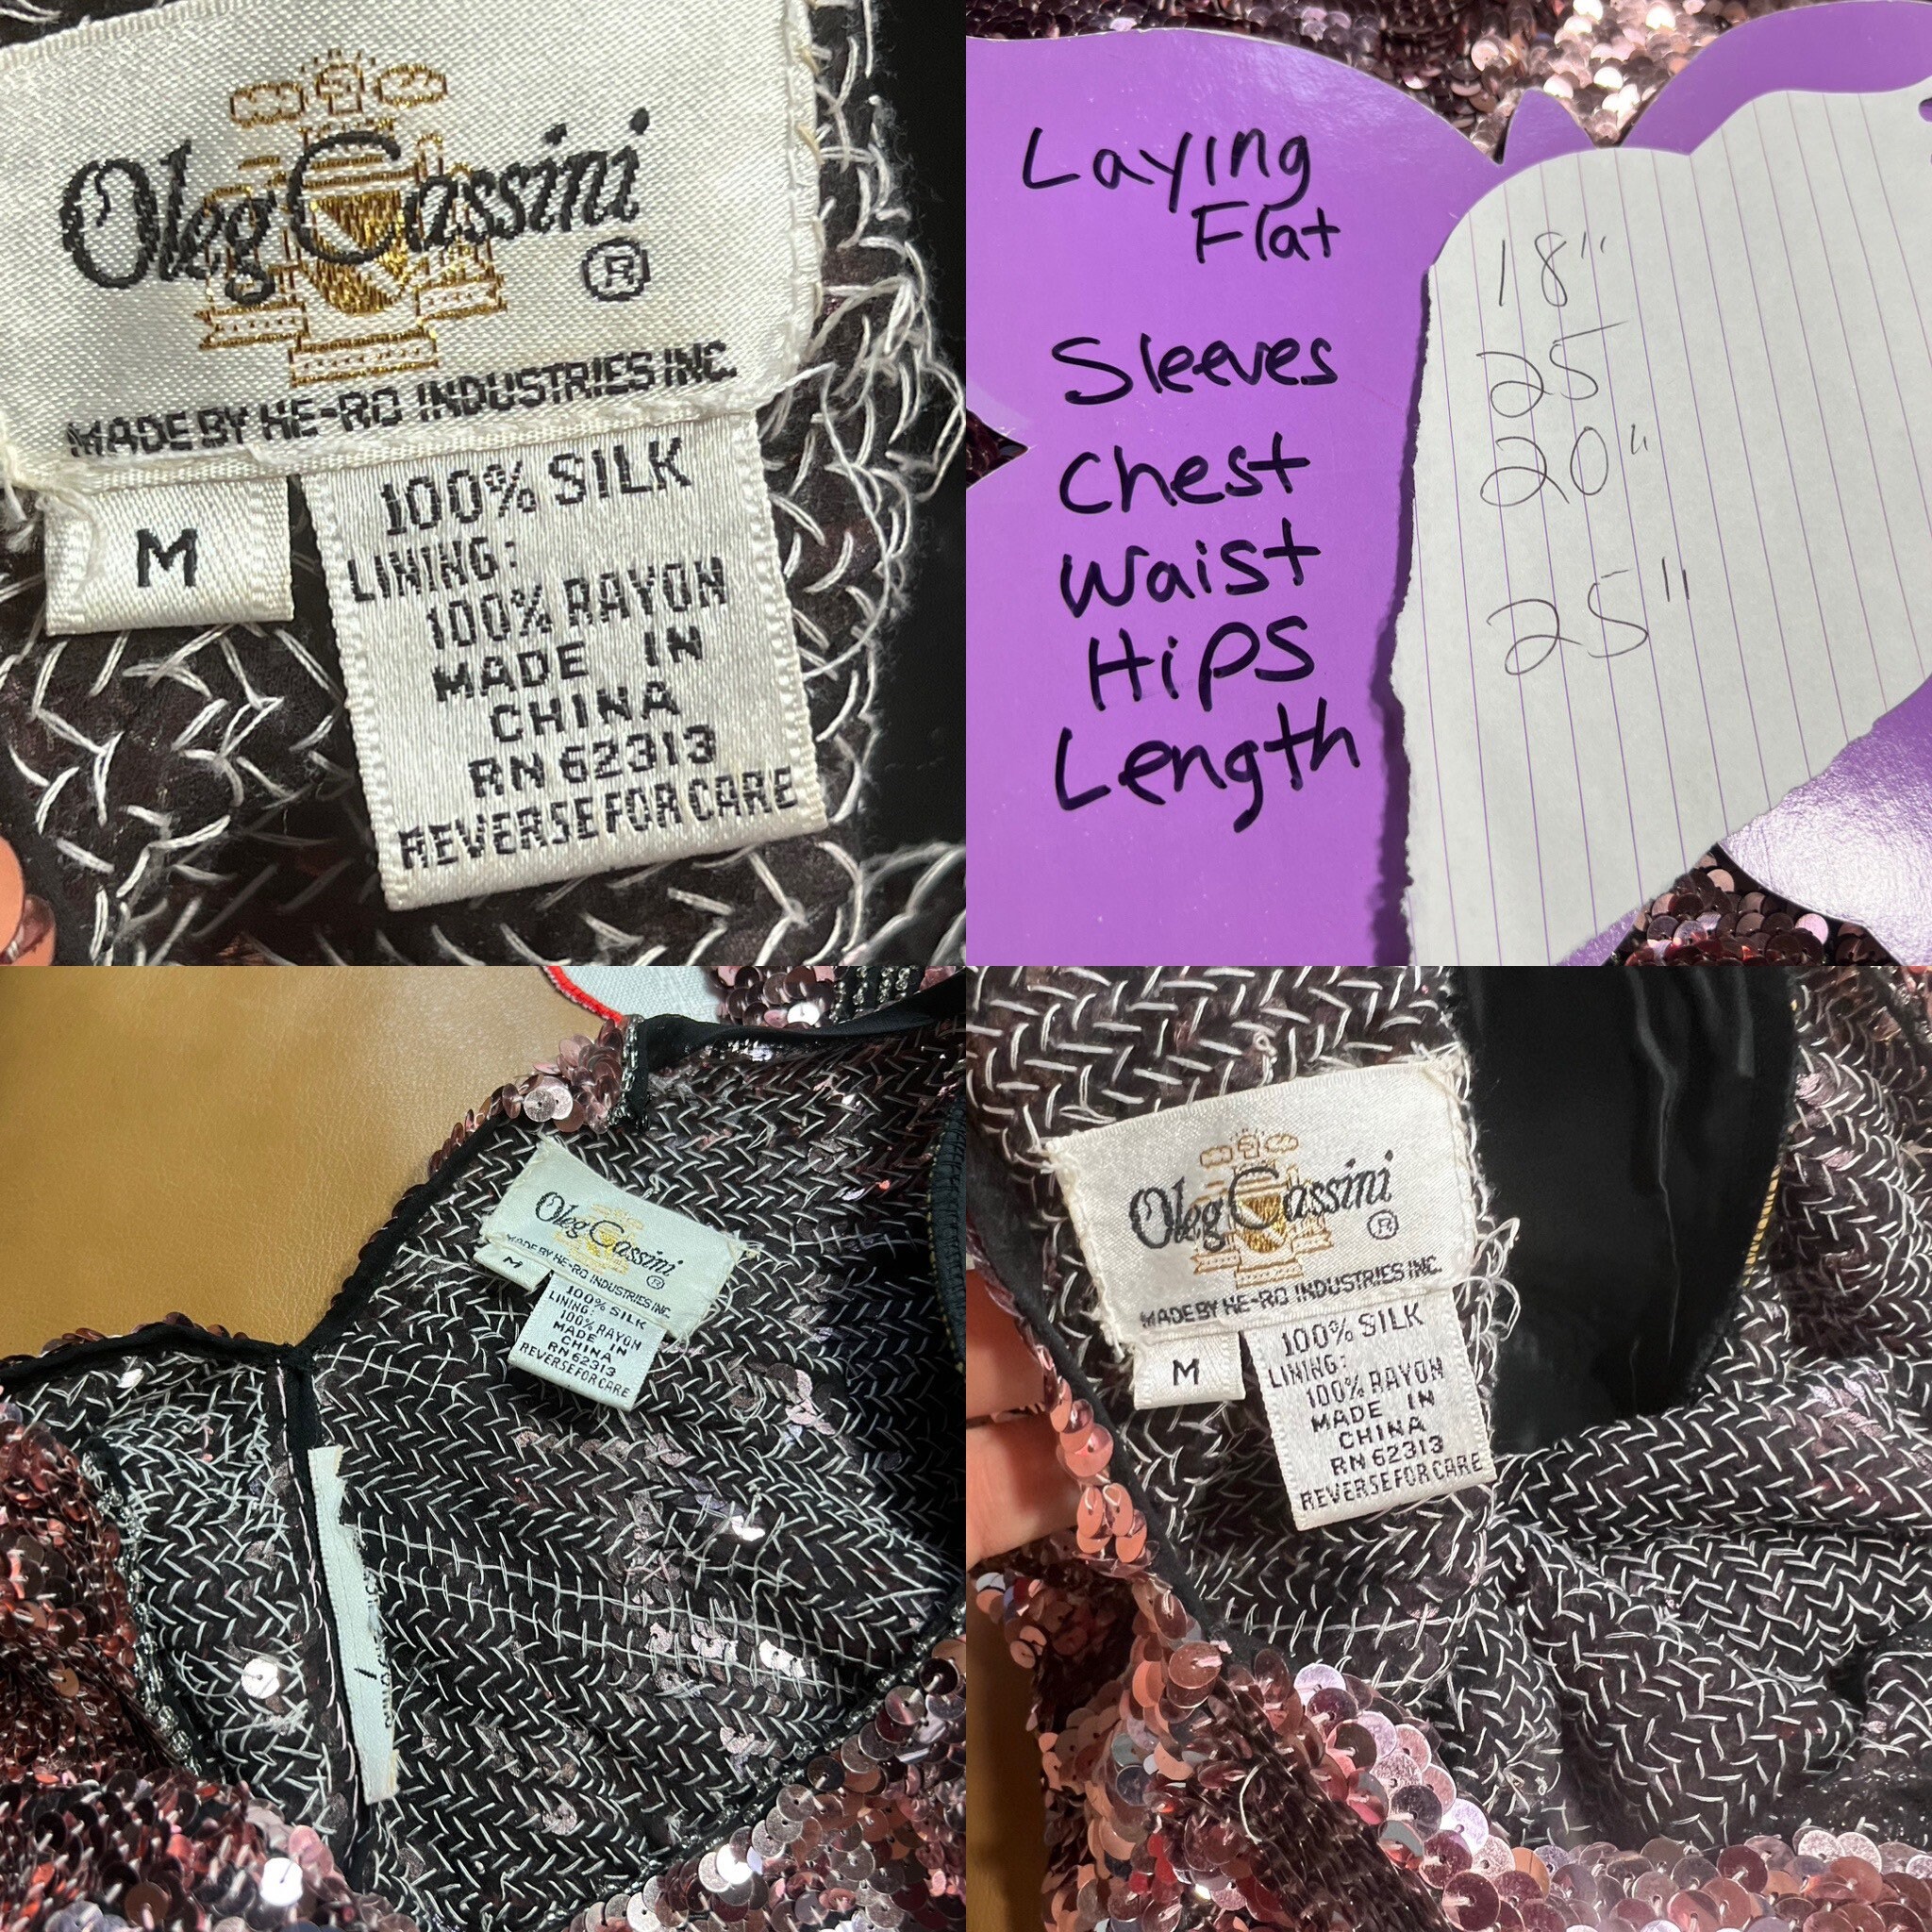 Oleg Cassini ®
MADE BY HE-RO INDUSTRIES INC.
M
100% SILK
LINING:
100% RAYON
MADE IN
CHINA
RN 62313
REVERSE FOR CARE
Laying
Flat
Sleeves
Chest
Waist
Hips
Length
18"
25
20"
25"
Oleg Cassini ®
MADE BY HE-RO INDUSTRIES INC.
M
100% SILK
LINING:
100% RAYON
MADE IN
CHINA
RN 62313
REVERSE FOR CARE
Oleg Cassini ®
MADE BY HE-RO INDUSTRIES INC.
M
100% SILK
LINING:
100% RAYON
MADE IN
CHINA
RN 62313
REVERSE FOR CARE